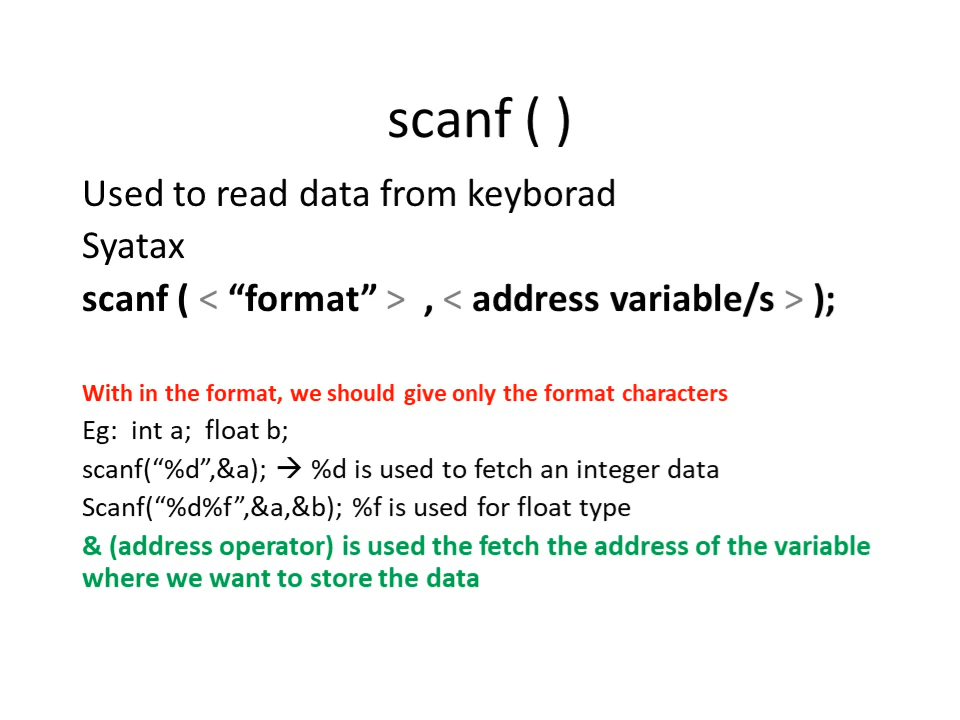 scanf ( )
Used to read data from keyborad
Syatax
scanf ( < “format” > , < address variable/s > );
With in the format, we should give only the format characters
Eg: int a; float b;
scanf(“%d”,&a); → %d is used to fetch an integer data
Scanf(“%d%f”,&a,&b); %f is used for float type
& (address operator) is used the fetch the address of the variable
where we want to store the data